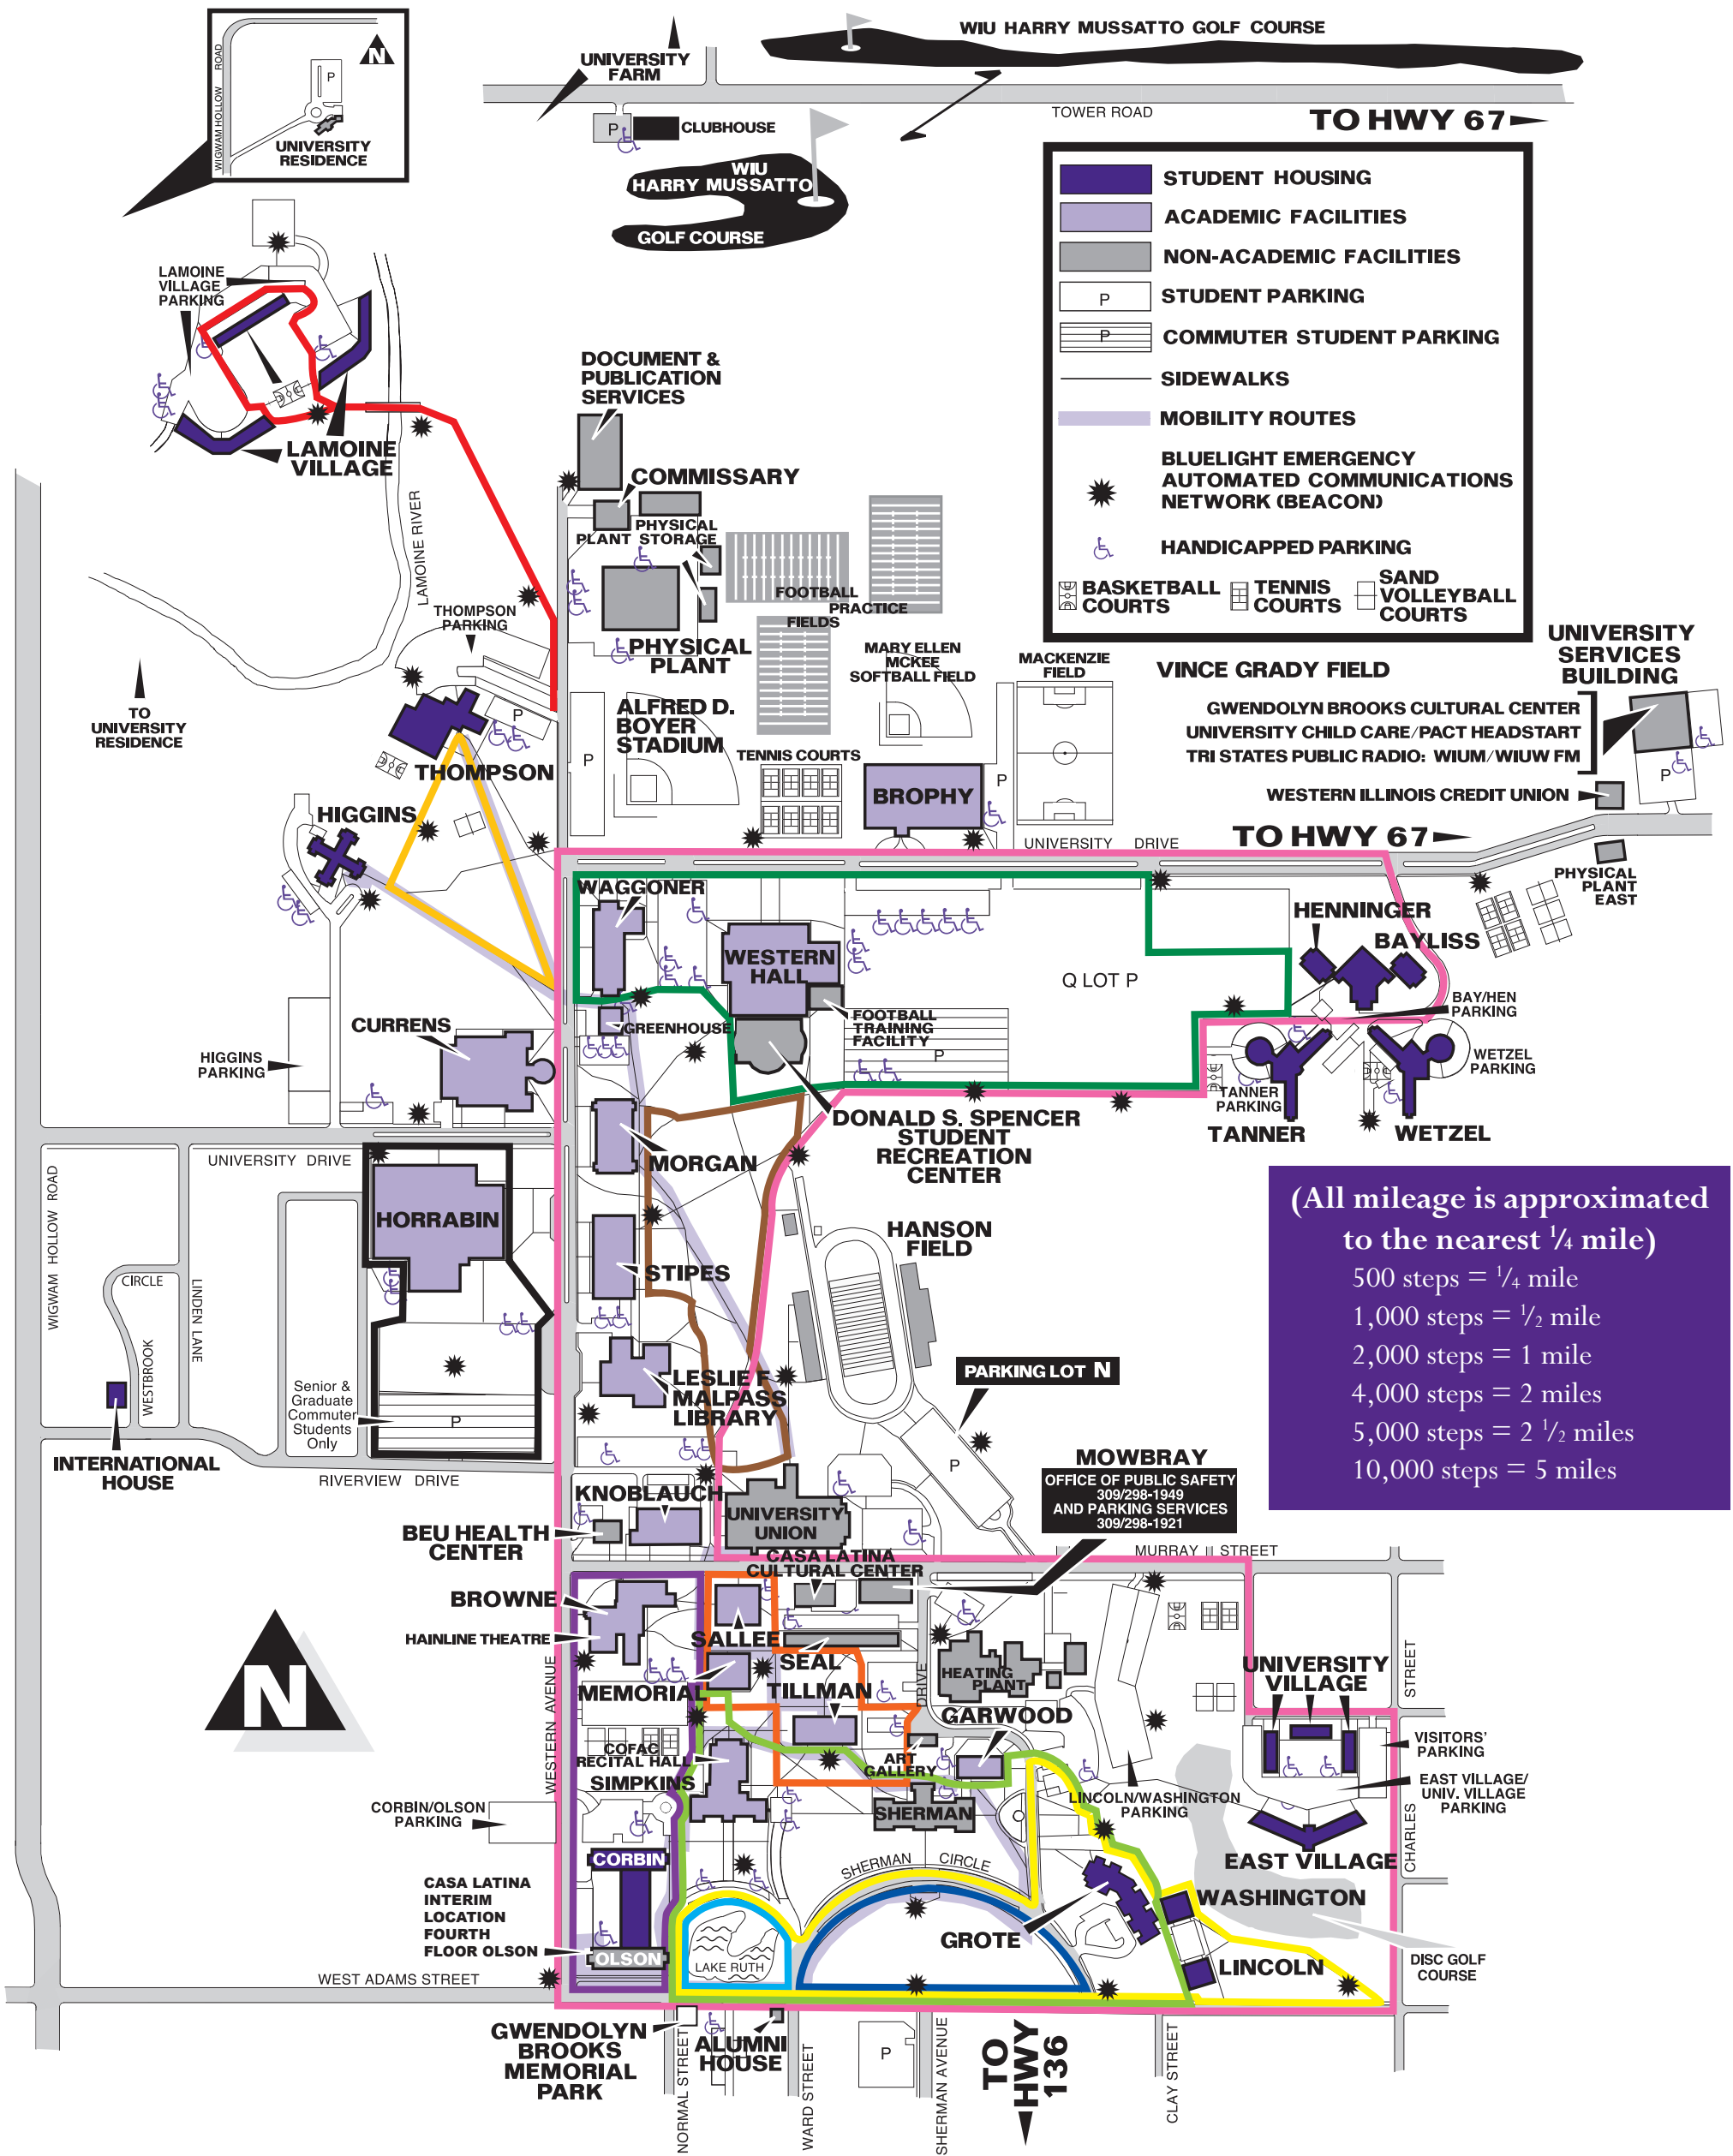 WIU HARRY MUSSATTO GOLF COURSE
UNIVERSITY
FARM
TOWER ROAD
TO HWY 67
P
CLUBHOUSE
WIU
HARRY MUSSATTO
GOLF COURSE
WIGWAM HOLLOW ROAD
P
N
UNIVERSITY
RESIDENCE
STUDENT HOUSING
ACADEMIC FACILITIES
NON-ACADEMIC FACILITIES
P
STUDENT PARKING
P
COMMUTER STUDENT PARKING
SIDEWALKS
MOBILITY ROUTES
BLUELIGHT EMERGENCY
AUTOMATED COMMUNICATIONS
NETWORK (BEACON)
HANDICAPPED PARKING
BASKETBALL
COURTS
TENNIS
COURTS
SAND
VOLLEYBALL
COURTS
LAMOINE
VILLAGE
PARKING
LAMOINE
VILLAGE
LAMOINE RIVER
DOCUMENT &
PUBLICATION
SERVICES
COMMISSARY
PHYSICAL
PLANT STORAGE
FOOTBALL
PRACTICE
FIELDS
PHYSICAL
PLANT
THOMPSON
PARKING
TO
UNIVERSITY
RESIDENCE
P
THOMPSON
P
ALFRED D.
BOYER
STADIUM
MARY ELLEN
MCKEE
SOFTBALL FIELD
MACKENZIE
FIELD
VINCE GRADY FIELD
TENNIS COURTS
BROPHY
P
UNIVERSITY
SERVICES
BUILDING
GWENDOLYN BROOKS CULTURAL CENTER
UNIVERSITY CHILD CARE/PACT HEADSTART
TRI STATES PUBLIC RADIO: WIUM/WIUW FM
P
WESTERN ILLINOIS CREDIT UNION
TO HWY 67
UNIVERSITY DRIVE
PHYSICAL
PLANT
EAST
HIGGINS
WAGGONER
WESTERN
HALL
HENNINGER
BAYLISS
Q LOT P
BAY/HEN
PARKING
GREENHOUSE
FOOTBALL
TRAINING
FACILITY
P
CURRENS
HIGGINS
PARKING
WETZEL
PARKING
TANNER
PARKING
TANNER
WETZEL
DONALD S. SPENCER
STUDENT
RECREATION
CENTER
MORGAN
UNIVERSITY DRIVE
HORRABIN
WIGWAM HOLLOW ROAD
LINDEN LANE
CIRCLE
WESTBROOK
STIPES
HANSON
FIELD
(All mileage is approximated
to the nearest ¼ mile)
500 steps = ¼ mile
1,000 steps = ½ mile
2,000 steps = 1 mile
4,000 steps = 2 miles
5,000 steps = 2 ½ miles
10,000 steps = 5 miles
Senior &
Graduate
Commuter
Students
Only
P
INTERNATIONAL
HOUSE
RIVERVIEW DRIVE
LESLIE F.
MALPASS
LIBRARY
PARKING LOT N
P
MOWBRAY
OFFICE OF PUBLIC SAFETY
309/298-1949
AND PARKING SERVICES
309/298-1921
KNOBLAUCH
UNIVERSITY
UNION
BEU HEALTH
CENTER
CASA LATINA
CULTURAL CENTER
MURRAY STREET
BROWNE
HAINLINE THEATRE
SALLEE
SEAL
HEATING
PLANT
N
WESTERN AVENUE
MEMORIAL
TILLMAN
DRIVE
GARWOOD
UNIVERSITY
VILLAGE
STREET
VISITORS'
PARKING
COFAC
RECITAL HALL
SIMPKINS
ART
GALLERY
SHERMAN
LINCOLN/WASHINGTON
PARKING
EAST VILLAGE/
UNIV. VILLAGE
PARKING
CORBIN/OLSON
PARKING
CORBIN
SHERMAN CIRCLE
EAST VILLAGE
CHARLES
CASA LATINA
INTERIM
LOCATION
FOURTH
FLOOR OLSON
OLSON
WASHINGTON
GROTE
LAKE RUTH
LINCOLN
DISC GOLF
COURSE
WEST ADAMS STREET
GWENDOLYN
BROOKS
MEMORIAL
PARK
NORMAL STREET
ALUMNI
HOUSE
WARD STREET
P
SHERMAN AVENUE
TO
HWY
136
CLAY STREET